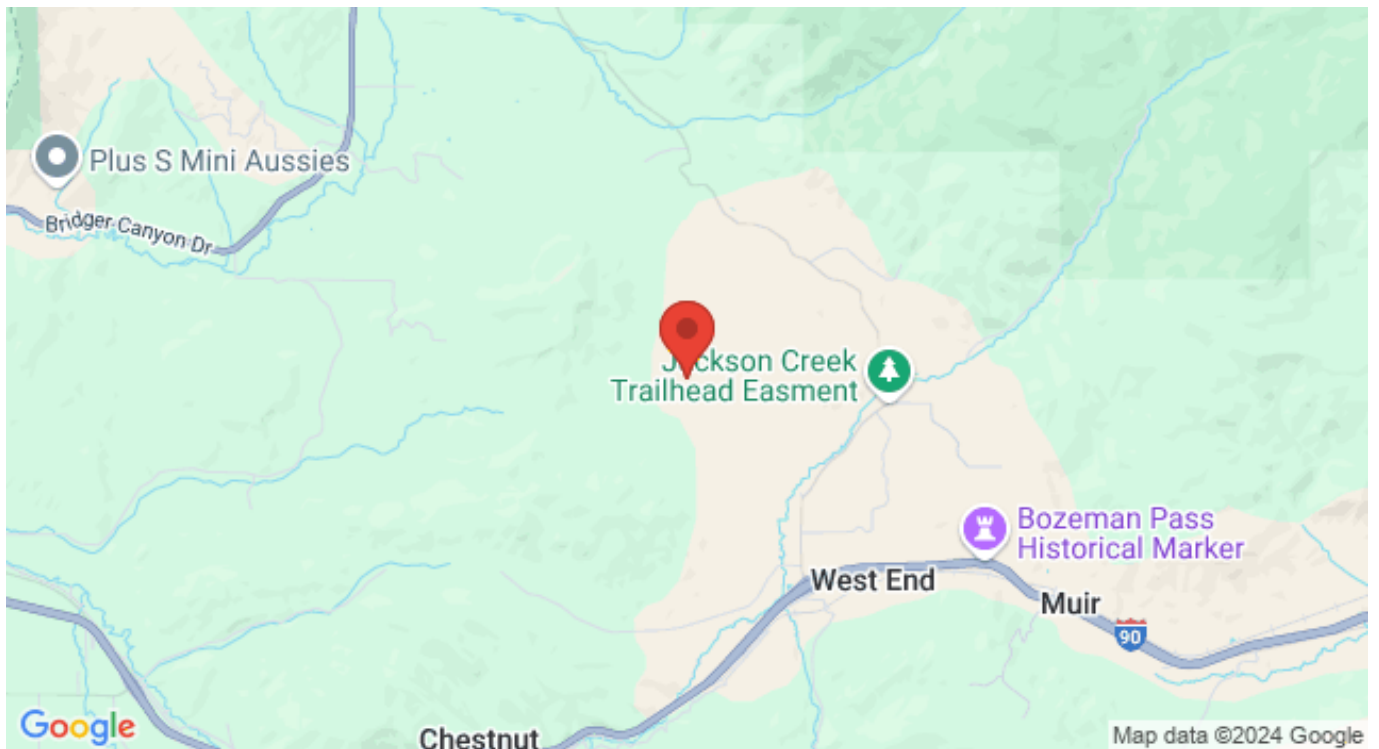 Plus S Mini Aussies
Bridger Canyon Dr
Jackson Creek
Trailhead Easment
Bozeman Pass
Historical Marker
West End
Muir
90
Chestnut
Google
Map data ©2024 Google